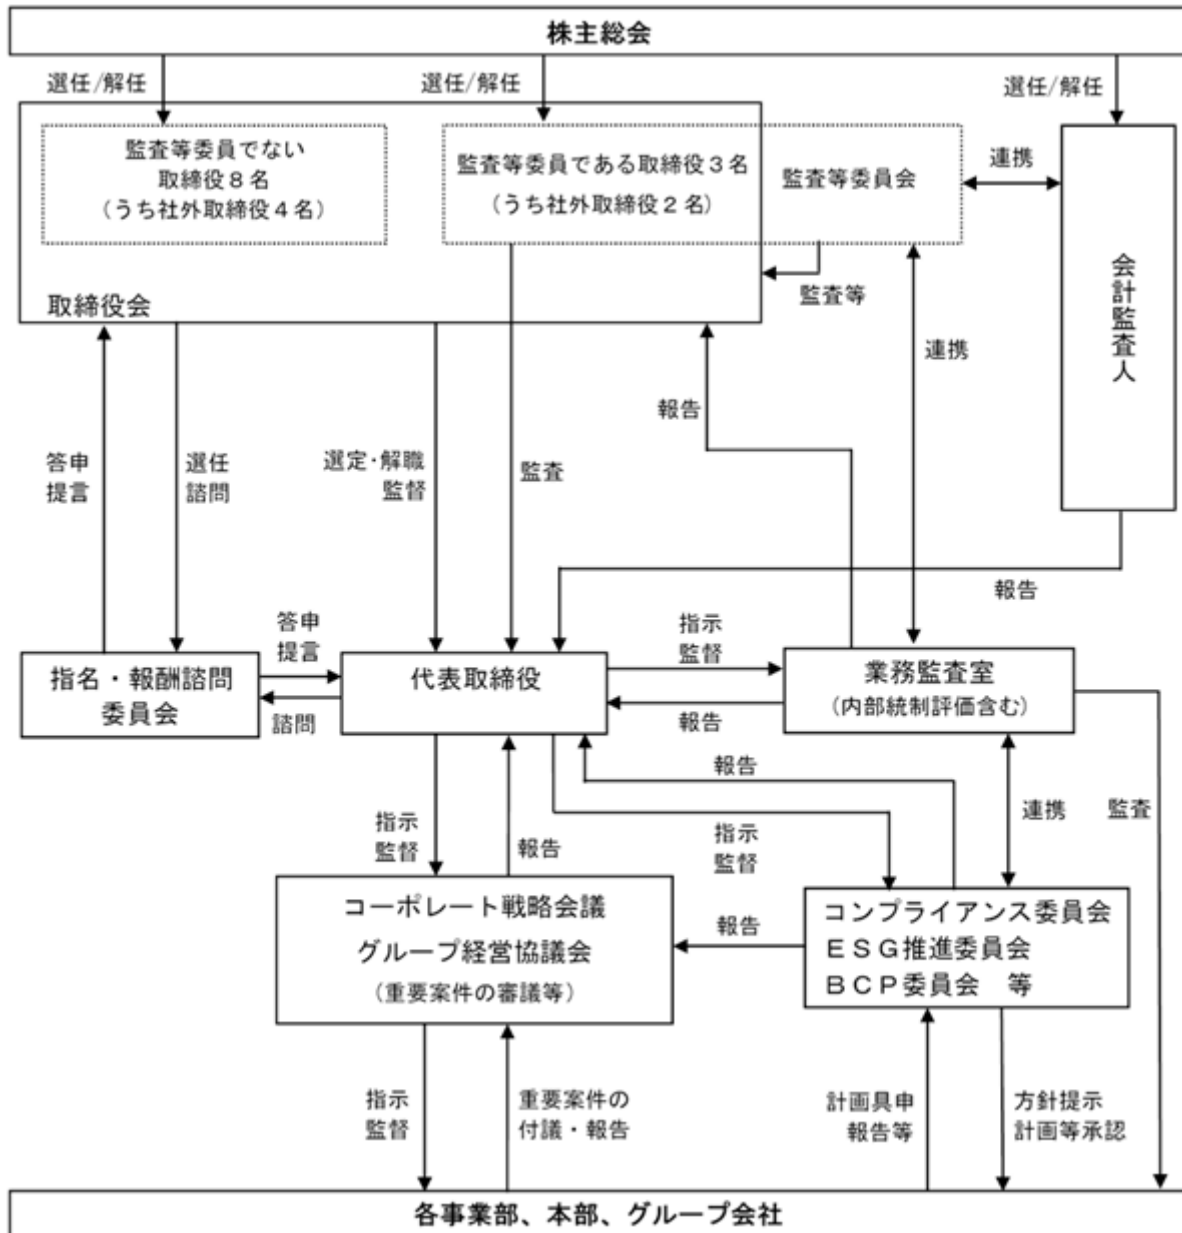 株主総会
選任/解任
選任/解任
選任/解任
監査等委員でない
取締役８名
（うち社外取締役４名）
監査等委員である取締役３名
（うち社外取締役２名）
監査等委員会
連携
会計監査人
監査等
取締役会
連携
報告
答申
提言
選任
諮問
選定・解職
監督
監査
報告
答申
提言
指示
監督
指名・報酬諮問
委員会
代表取締役
業務監査室
（内部統制評価含む）
諮問
報告
報告
指示
監督
報告
指示
監督
連携
監査
コーポレート戦略会議
グループ経営協議会
（重要案件の審議等）
報告
コンプライアンス委員会
ＥＳＧ推進委員会
ＢＣＰ委員会　等
指示
監督
重要案件の
付議・報告
計画具申
報告等
方針提示
計画等承認
各事業部、本部、グループ会社